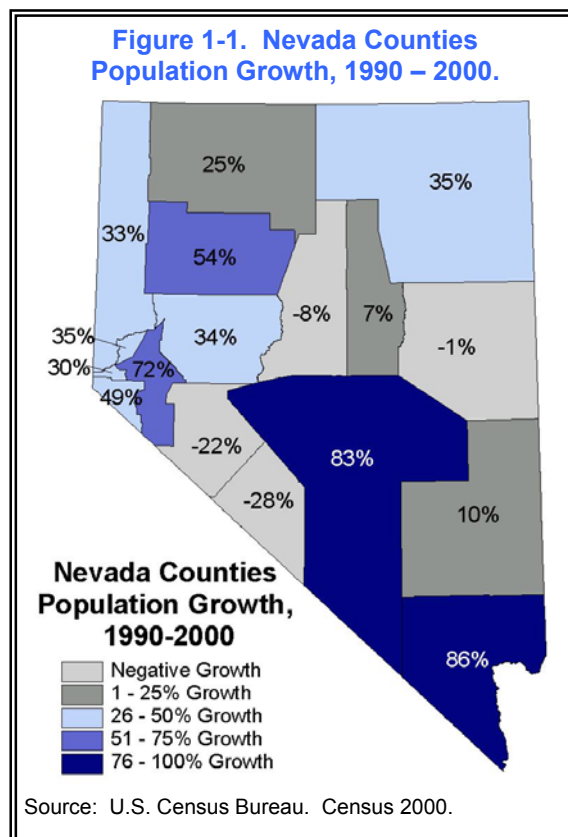 Figure 1-1.  Nevada Counties
Population Growth, 1990 – 2000.
25%
35%
33%
54%
-8%
7%
34%
-1%
35%
30%
72%
49%
-22%
83%
-28%
10%
86%
Nevada Counties
Population Growth,
1990-2000
Negative Growth
1 - 25% Growth
26 - 50% Growth
51 - 75% Growth
76 - 100% Growth
Source:  U.S. Census Bureau.  Census 2000.